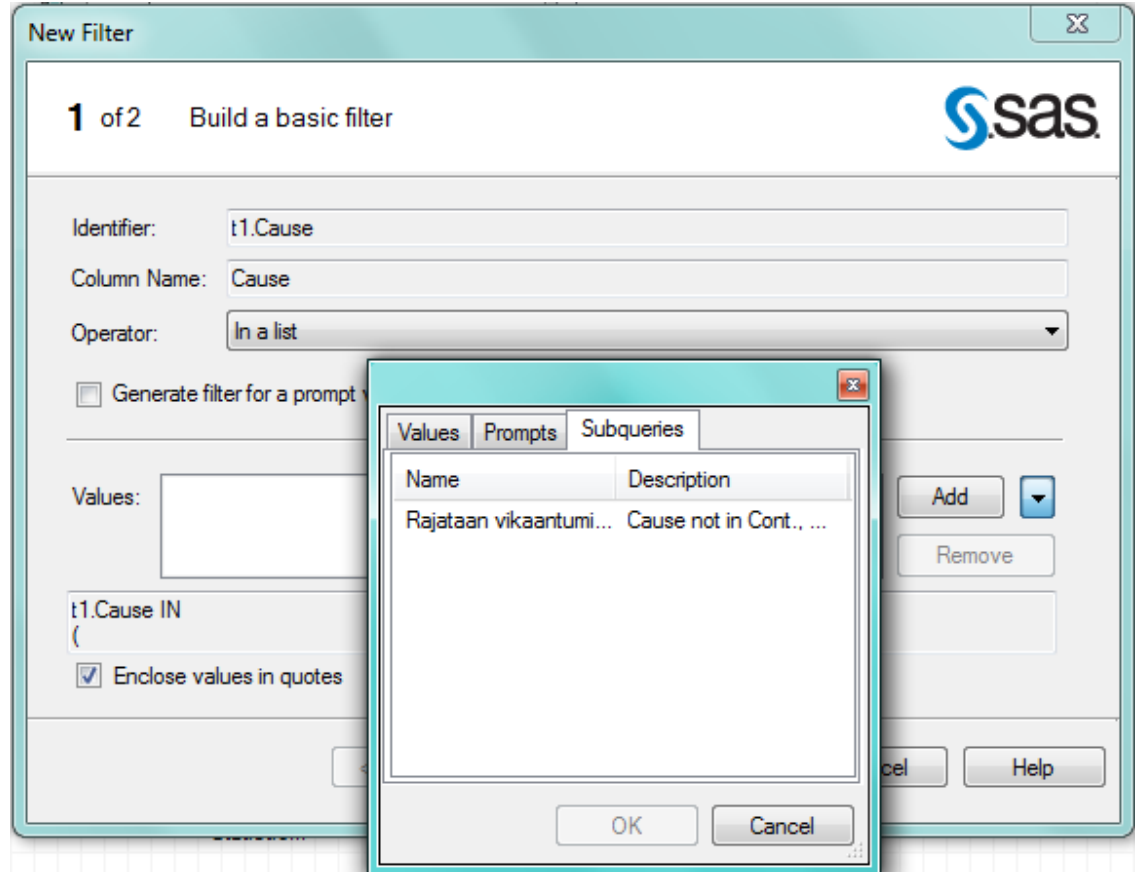 New Filter
1 of 2 Build a basic filter
sas
Identifier: t1.Cause
Column Name: Cause
Operator: In a list
Generate filter for a prompt
Values Prompts Subqueries
Name Description
Rajataan vikaantumi... Cause not in Cont., ...
Values:
Add
Remove
t1.Cause IN
(
Enclose values in quotes
Help
OK Cancel